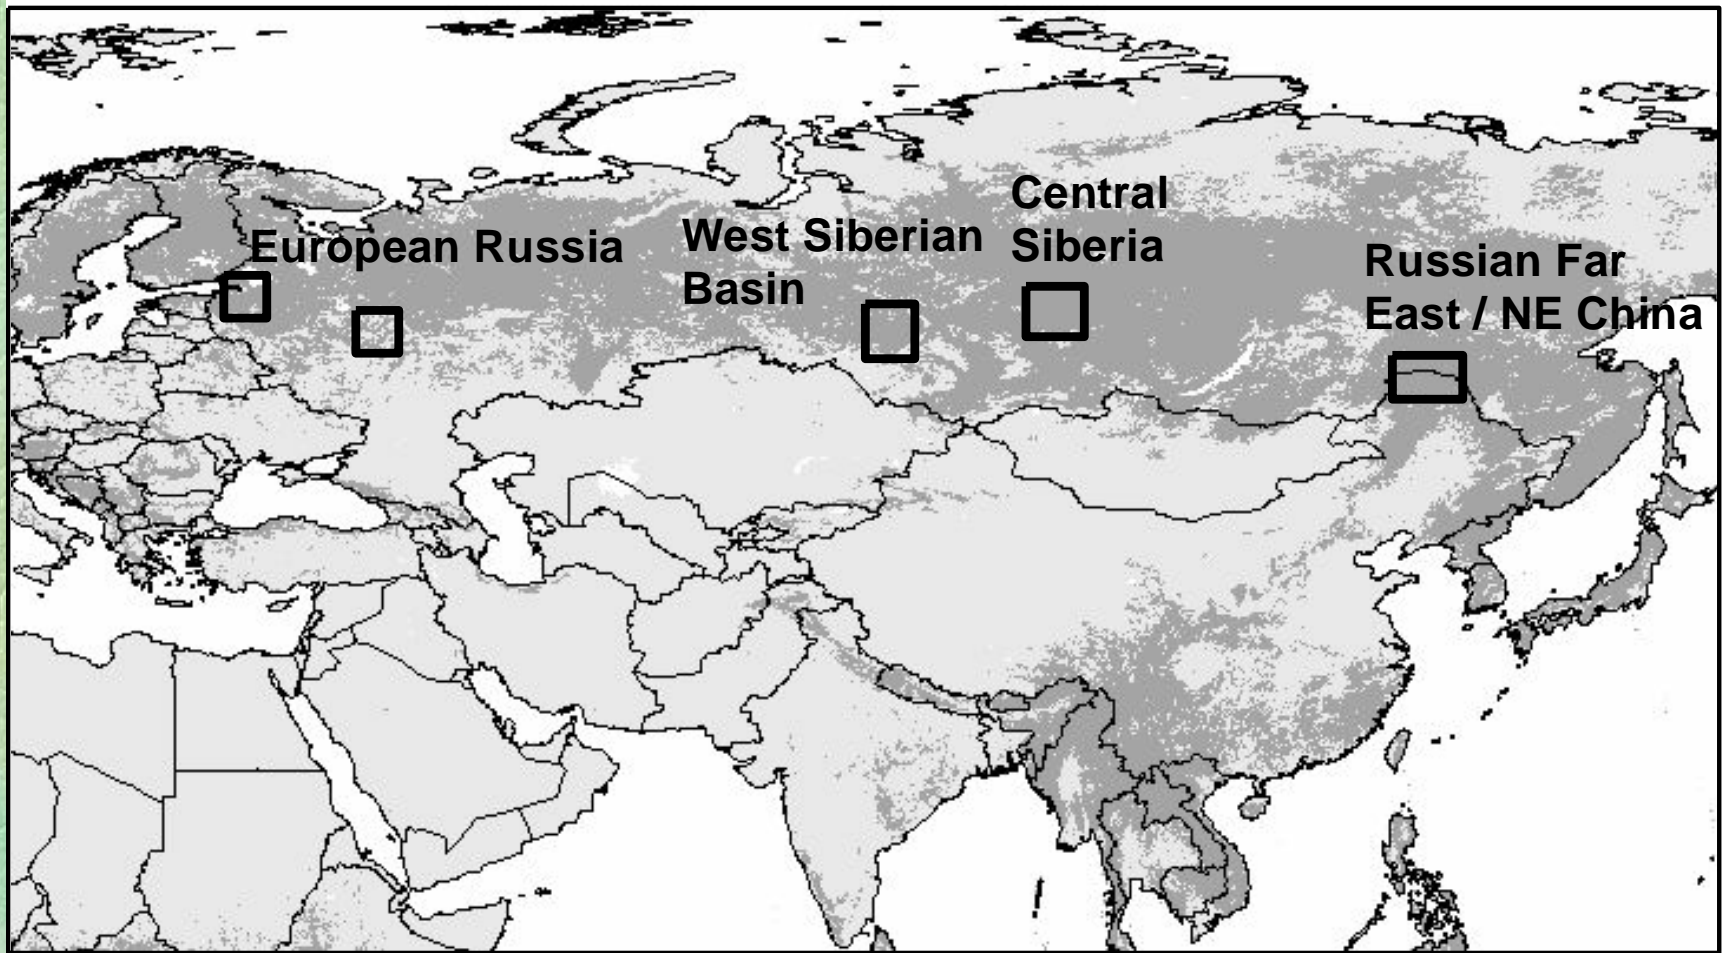 European Russia
West Siberian
Basin
Central
Siberia
Russian Far
East / NE China